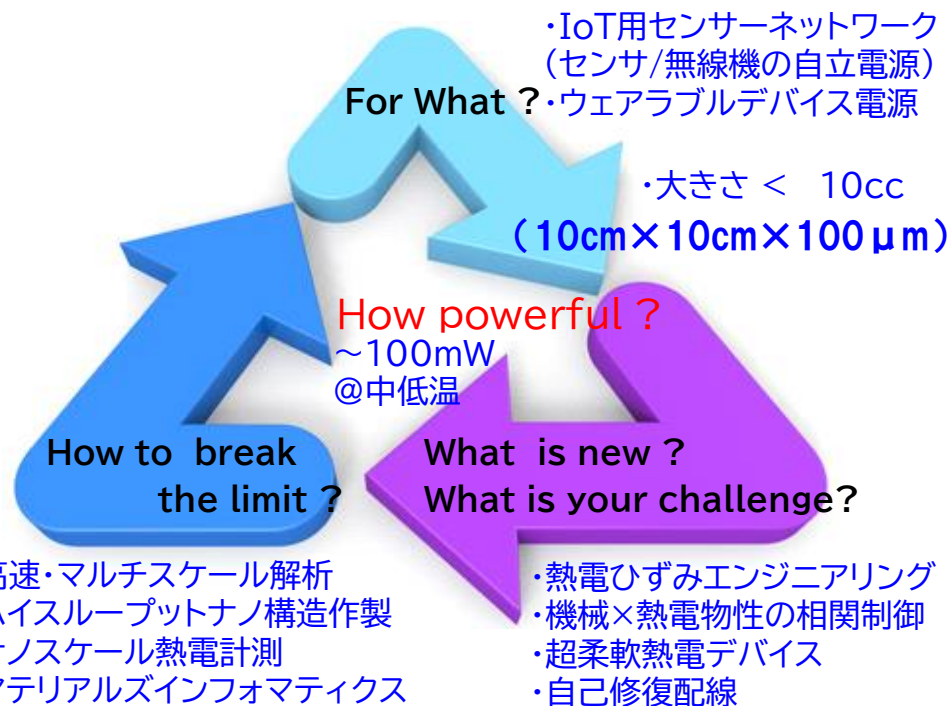 ・IoT用センサーネットワーク
（センサ/無線機の自立電源）
For What ?
・ウェアラブルデバイス電源
・大きさ < 10cc
（10cm×10cm×100μm）
How powerful ?
～100mW
@中低温
How to break
the limit ?
What is new ?
What is your challenge?
高速・マルチスケール解析
ハイスループットナノ構造作製
ナノスケール熱電計測
マテリアルズインフォマティクス
・熱電ひずみエンジニアリング
・機械×熱電物性の相関制御
・超柔軟熱電デバイス
・自己修復配線